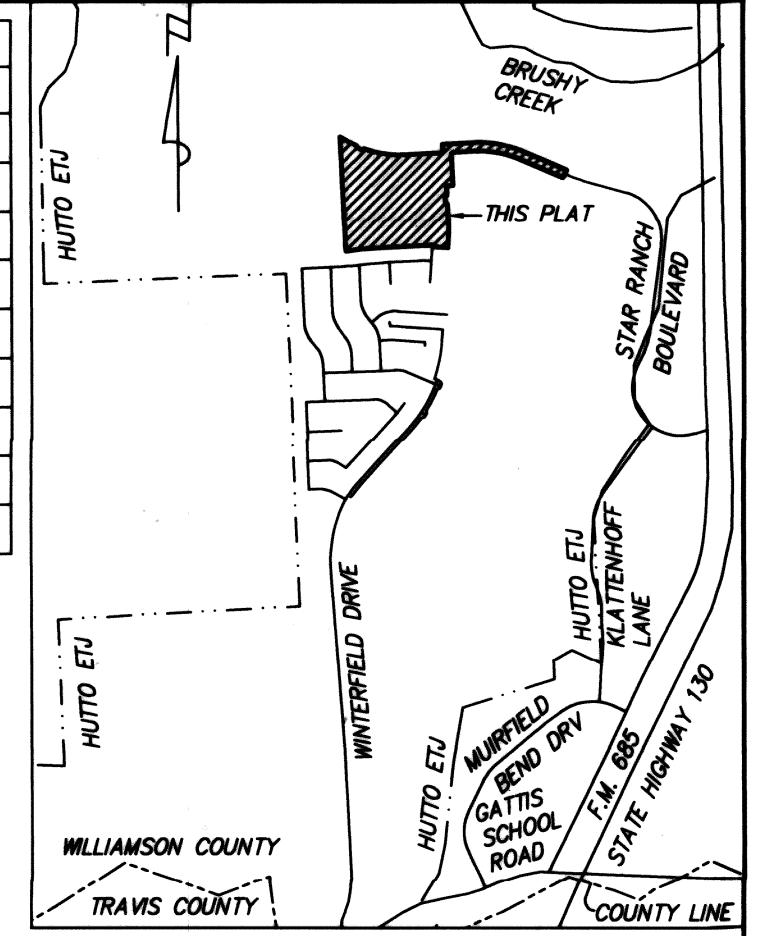 BRUSHY
CREEK
HUTTO ETJ
THIS PLAT
STAR RANCH
BOULEVARD
HUTTO ETJ
KLATTENHOFF
LANE
WINTERFIELD DRIVE
HUTTO ETJ
MUIRFIELD
BEND DRV
HUTTO ETJ
GATTIS
SCHOOL
ROAD
F.M. 685
STATE HIGHWAY 130
WILLIAMSON COUNTY
TRAVIS COUNTY
COUNTY LINE